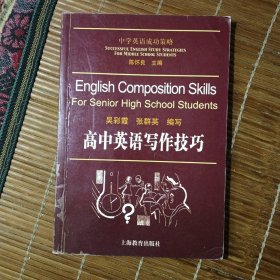 中学英语成功策略
SUCCESSFUL ENGLISH STUDY STRATEGIES
FOR MIDDLE SCHOOL STUDENTS
陈怀良 主编
English Composition Skills
For Senior High School Students
吴彩霞 张群英 编写
高中英语写作技巧
上海教育出版社